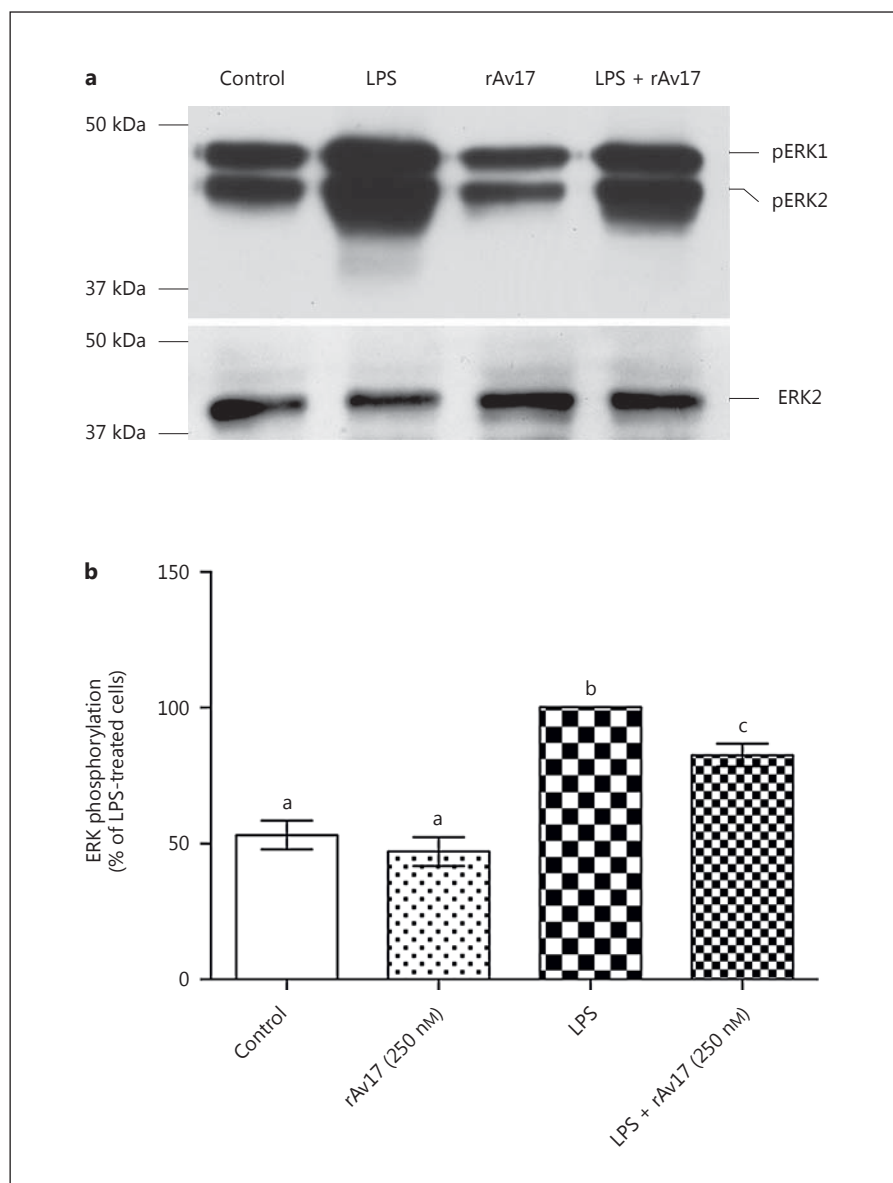 a
Control LPS rAv17 LPS + rAv17
50 kDa
pERK1
pERK2
37 kDa
50 kDa
ERK2
37 kDa
b
ERK phosphorylation
(% of LPS-treated cells)
150
100
50
0
a
a
b
c
Control
rAv17 (250 nM)
LPS
LPS + rAv17 (250 nM)